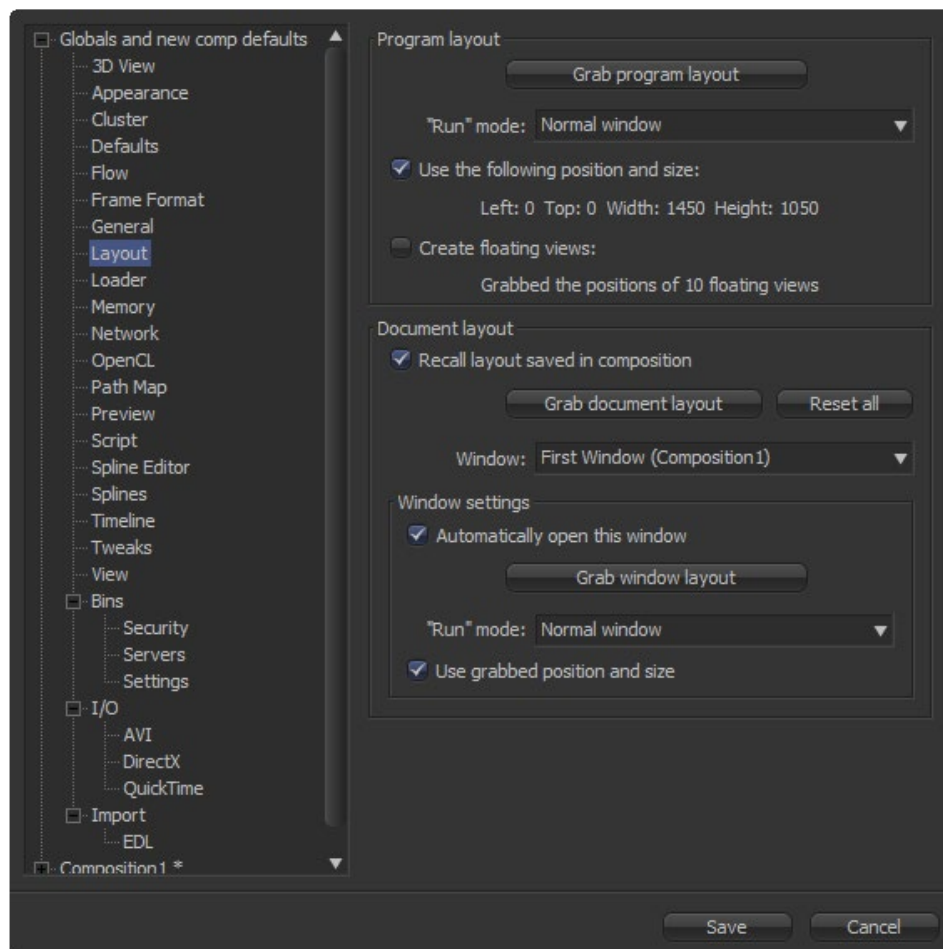 Globals and new comp defaults
3D View
Appearance
Cluster
Defaults
Flow
Frame Format
General
Layout
Loader
Memory
Network
OpenCL
Path Map
Preview
Script
Spline Editor
Splines
Timeline
Tweaks
View
Bins
Security
Servers
Settings
I/O
AVI
DirectX
QuickTime
Import
EDL
Composition1 *
Program layout
Grab program layout
"Run" mode: Normal window
Use the following position and size:
Left: 0 Top: 0 Width: 1450 Height: 1050
Create floating views:
Grabbed the positions of 10 floating views
Document layout
Recall layout saved in composition
Grab document layout Reset all
Window: First Window (Composition1)
Window settings
Automatically open this window
Grab window layout
"Run" mode: Normal window
Use grabbed position and size
Save Cancel